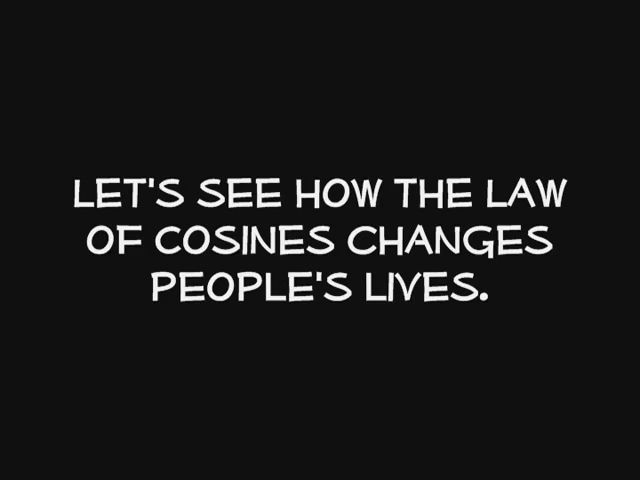 LET'S SEE HOW THE LAW
OF COSINES CHANGES
PEOPLE'S LIVES.